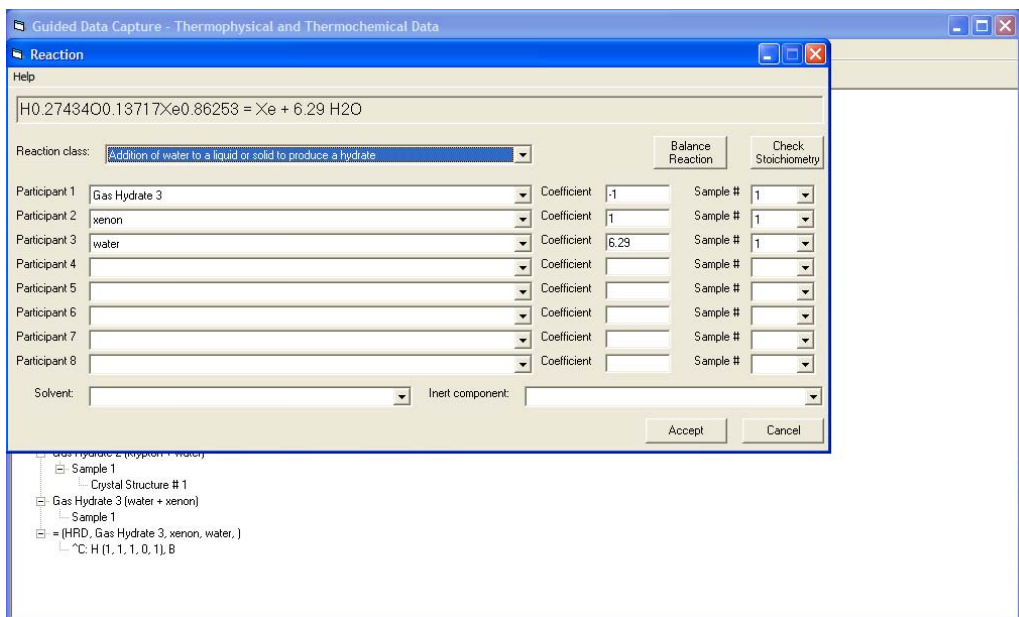 Guided Data Capture - Thermophysical and Thermochemical Data
Reaction
Help
H0.27434O0.13717Xe0.86253 = Xe + 6.29 H2O
Reaction class: Addition of water to a liquid or solid to produce a hydrate Balance Reaction Check Stoichiometry
Participant 1 Gas Hydrate 3 Coefficient -1 Sample # 1
Participant 2 xenon Coefficient 1 Sample # 1
Participant 3 water Coefficient 6.29 Sample # 1
Participant 4 Coefficient Sample #
Participant 5 Coefficient Sample #
Participant 6 Coefficient Sample #
Participant 7 Coefficient Sample #
Participant 8 Coefficient Sample #
Solvent: Inert component:
Accept Cancel
Gas Hydrate 2 (krypton + water)
Sample 1
Crystal Structure # 1
Gas Hydrate 3 (water + xenon)
Sample 1
= (HRD, Gas Hydrate 3, xenon, water, )
^C: H (1, 1, 1, 0, 1), B